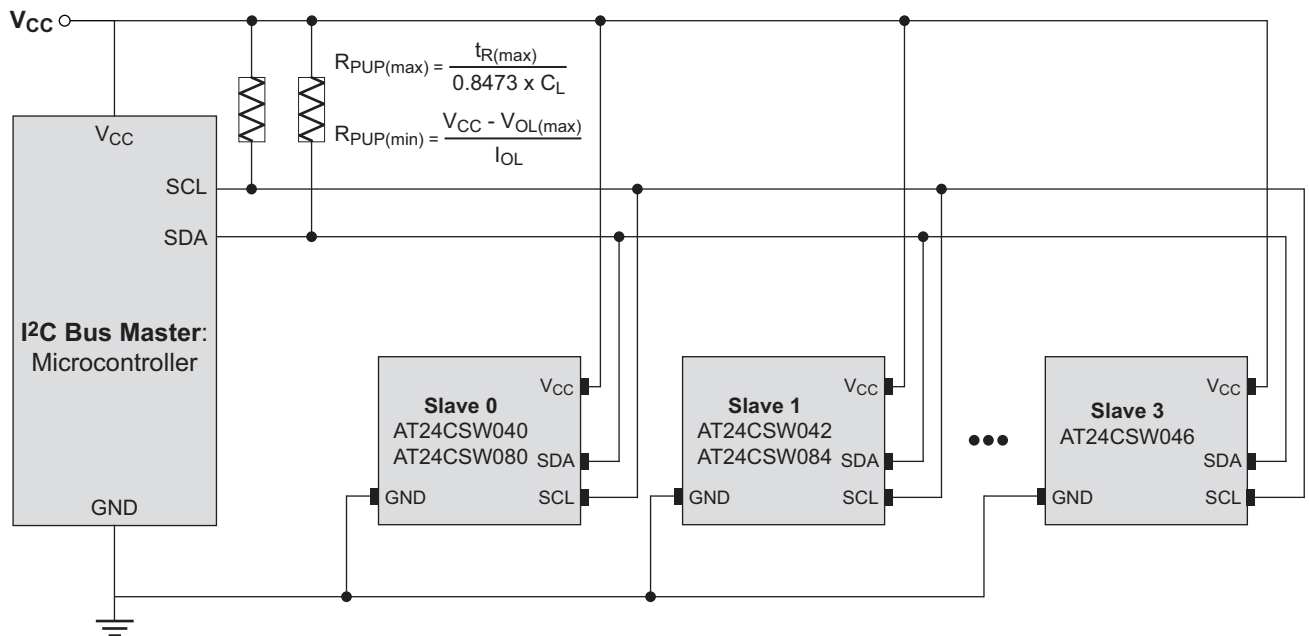 VCC
RPUP(max) = tR(max)
0.8473 x CL
RPUP(min) = VCC - VOL(max)
IOL
VCC
SCL
SDA
I²C Bus Master:
Microcontroller
GND
Slave 0
AT24CSW040
AT24CSW080
VCC
SDA
SCL
GND
Slave 1
AT24CSW042
AT24CSW084
VCC
SDA
SCL
GND
Slave 3
AT24CSW046
VCC
SDA
SCL
GND